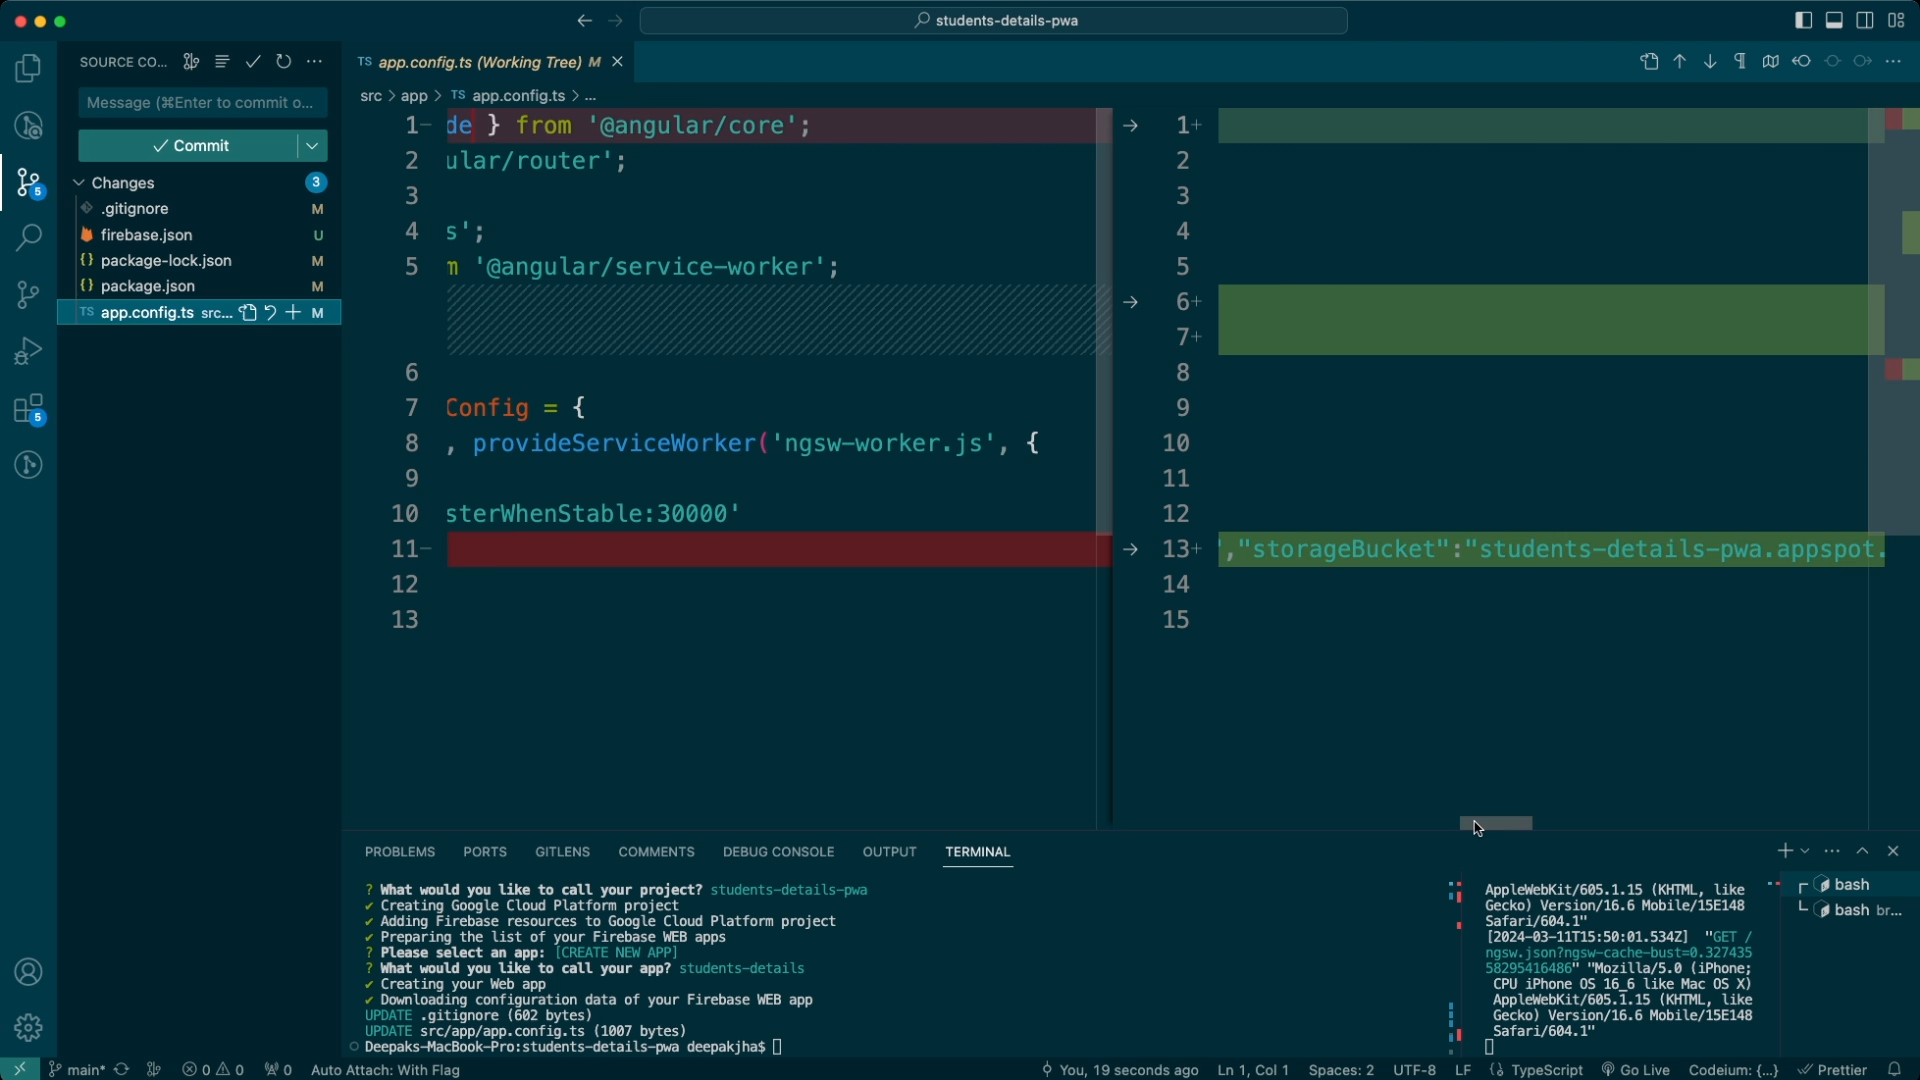 students-details-pwa
SOURCE CO...
TS app.config.ts (Working Tree) M
Message (⌘Enter to commit o...
src > app > TS app.config.ts > ...
Commit
Changes 3
.gitignore M
firebase.json U
{} package-lock.json M
{} package.json M
TS app.config.ts src... M
5
5
1- de } from '@angular/core';
2 ular/router';
3
4 s';
5 m '@angular/service-worker';
6
7 Config = {
8 , provideServiceWorker('ngsw-worker.js', {
9
10 sterWhenStable:30000'
11-
12
13
1+
2
3
4
5
6+
7+
8
9
10
11
12
13+ ',"storageBucket":"students-details-pwa.appspot.
14
15
PROBLEMS PORTS GITLENS COMMENTS DEBUG CONSOLE OUTPUT TERMINAL
? What would you like to call your project? students-details-pwa
✔ Creating Google Cloud Platform project
✔ Adding Firebase resources to Google Cloud Platform project
✔ Preparing the list of your Firebase WEB apps
? Please select an app: [CREATE NEW APP]
? What would you like to call your app? students-details
✔ Creating your Web app
✔ Downloading configuration data of your Firebase WEB app
UPDATE .gitignore (602 bytes)
UPDATE src/app/app.config.ts (1007 bytes)
Deepaks-MacBook-Pro:students-details-pwa deepakjha$
AppleWebKit/605.1.15 (KHTML, like
Gecko) Version/16.6 Mobile/15E148
Safari/604.1"
[2024-03-11T15:50:01.534Z] "GET /
ngsw.json?ngsw-cache-bust=0.327435
58295416486" "Mozilla/5.0 (iPhone;
CPU iPhone OS 16_6 like Mac OS X)
AppleWebKit/605.1.15 (KHTML, like
Gecko) Version/16.6 Mobile/15E148
Safari/604.1"
bash
bash br...
main* 0 0 0 Auto Attach: With Flag
You, 19 seconds ago Ln 1, Col 1 Spaces: 2 UTF-8 LF {} TypeScript Go Live Codeium: {...} Prettier